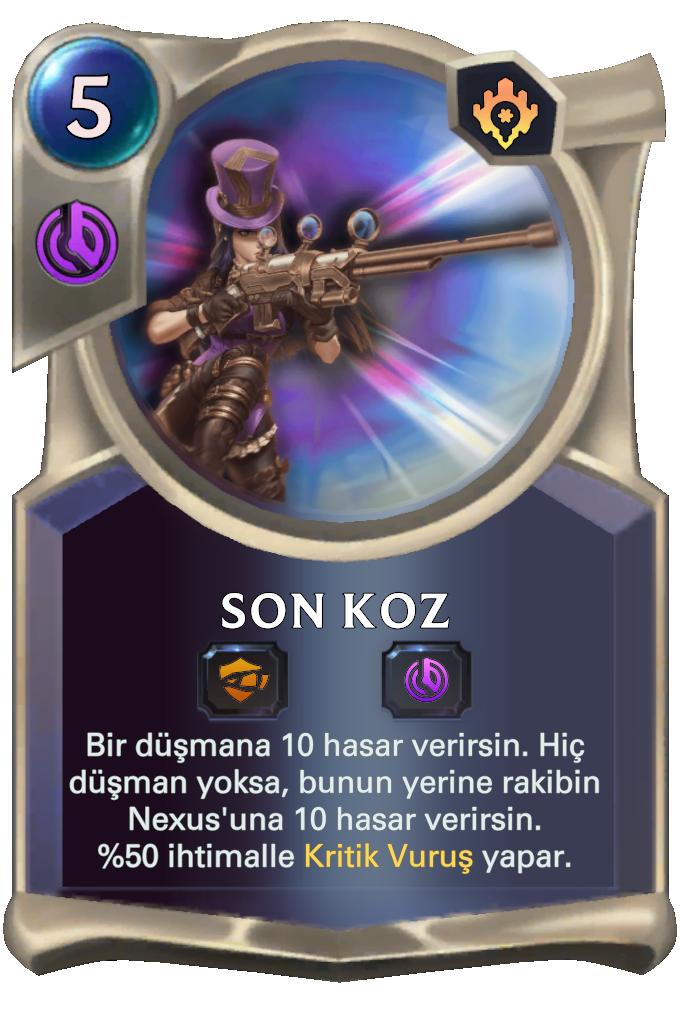 5
SON KOZ
Bir düşmana 10 hasar verirsin. Hiç
düşman yoksa, bunun yerine rakibin
Nexus'una 10 hasar verirsin.
%50 ihtimalle Kritik Vuruş yapar.